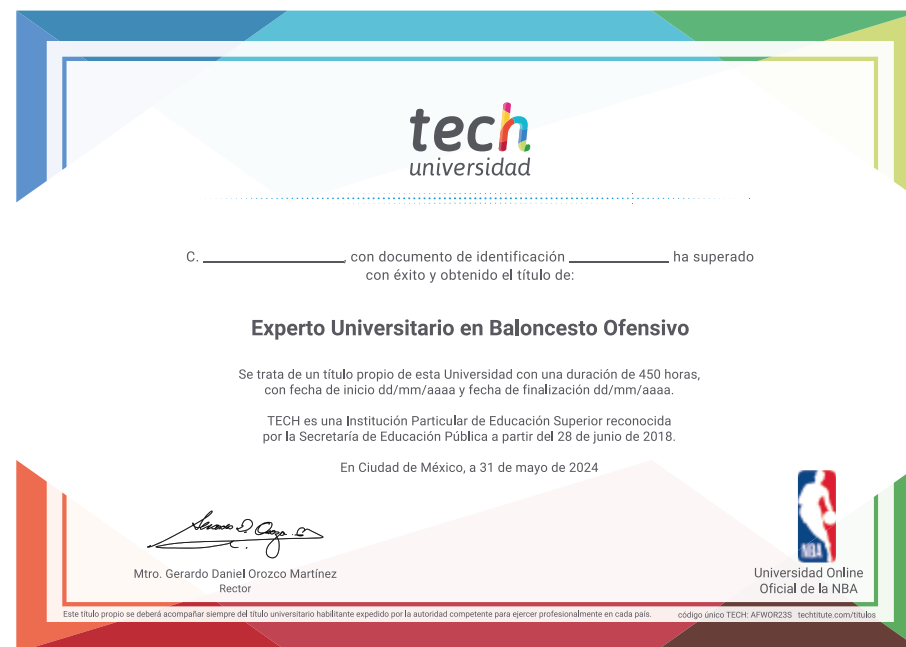 tech
universidad
C. ____________________, con documento de identificación ______________ ha superado
con éxito y obtenido el título de:
Experto Universitario en Baloncesto Ofensivo
Se trata de un título propio de esta Universidad con una duración de 450 horas,
con fecha de inicio dd/mm/aaaa y fecha de finalización dd/mm/aaaa.
TECH es una Institución Particular de Educación Superior reconocida
por la Secretaría de Educación Pública a partir del 28 de junio de 2018.
En Ciudad de México, a 31 de mayo de 2024
Mtro. Gerardo Daniel Orozco Martínez
Rector
NBA
Universidad Online
Oficial de la NBA
Este título propio se deberá acompañar siempre del título universitario habilitante expedido por la autoridad competente para ejercer profesionalmente en cada país.
código único TECH: AFWOR23S techtitute.com/titulos